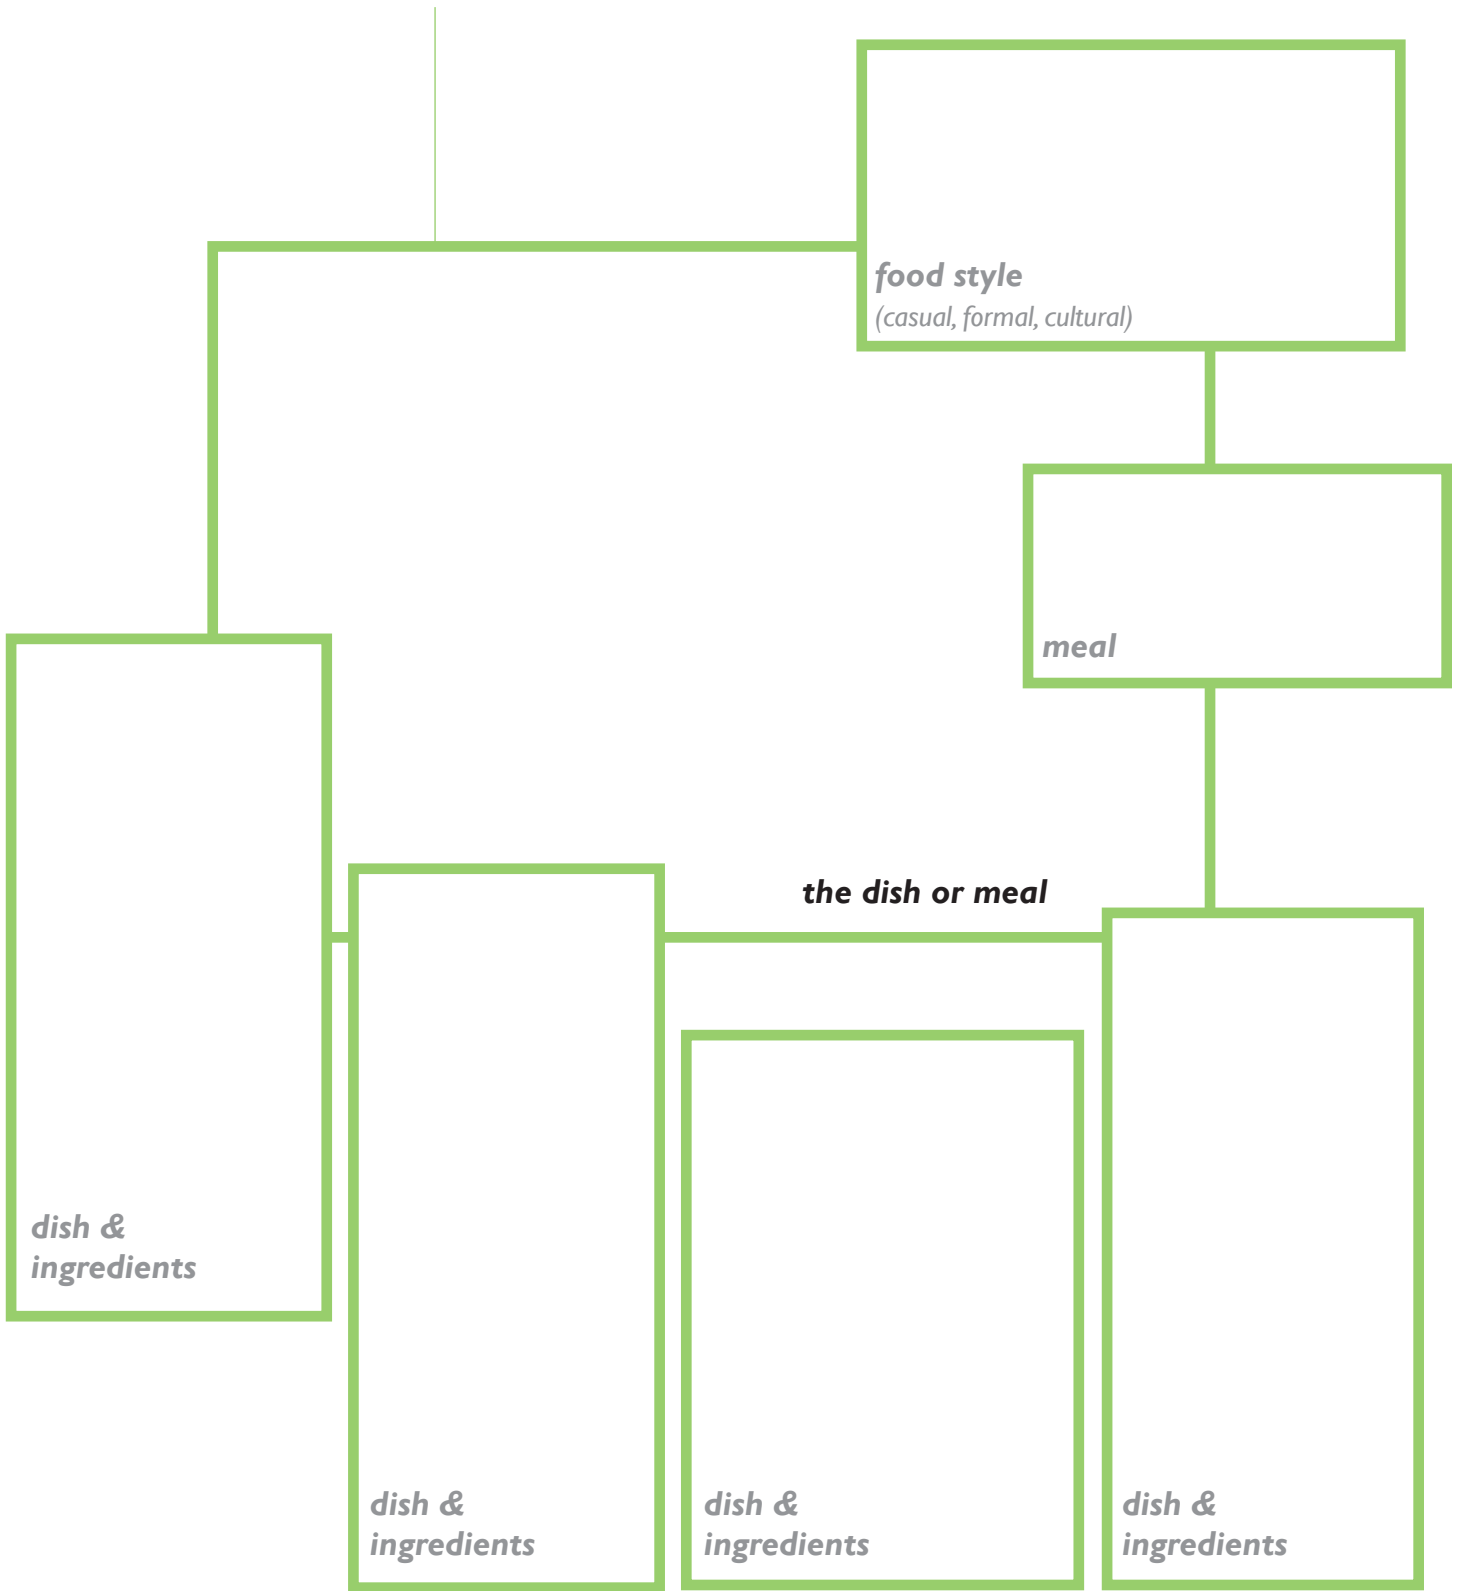 food style
(casual, formal, cultural)
meal
the dish or meal
dish &
ingredients
dish &
ingredients
dish &
ingredients
dish &
ingredients